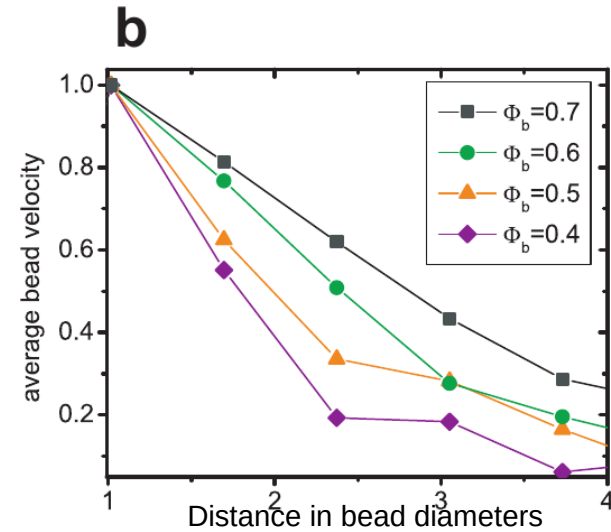 b
average bead velocity
1.0
0.8
0.6
0.4
0.2
Φb=0.7
Φb=0.6
Φb=0.5
Φb=0.4
1
2
3
4
Distance in bead diameters